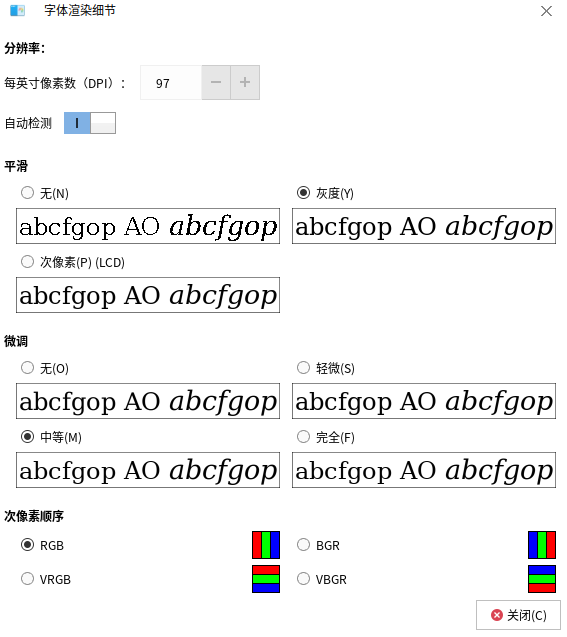 字体渲染细节
分辨率：
每英寸像素数（DPI）： 97
自动检测
平滑
无(N) 灰度(Y)
abcfgop AO abcfgop abcfgop AO abcfgop
次像素(P) (LCD)
abcfgop AO abcfgop
微调
无(O) 轻微(S)
abcfgop AO abcfgop abcfgop AO abcfgop
中等(M) 完全(F)
abcfgop AO abcfgop abcfgop AO abcfgop
次像素顺序
RGB BGR
VRGB VBGR
关闭(C)